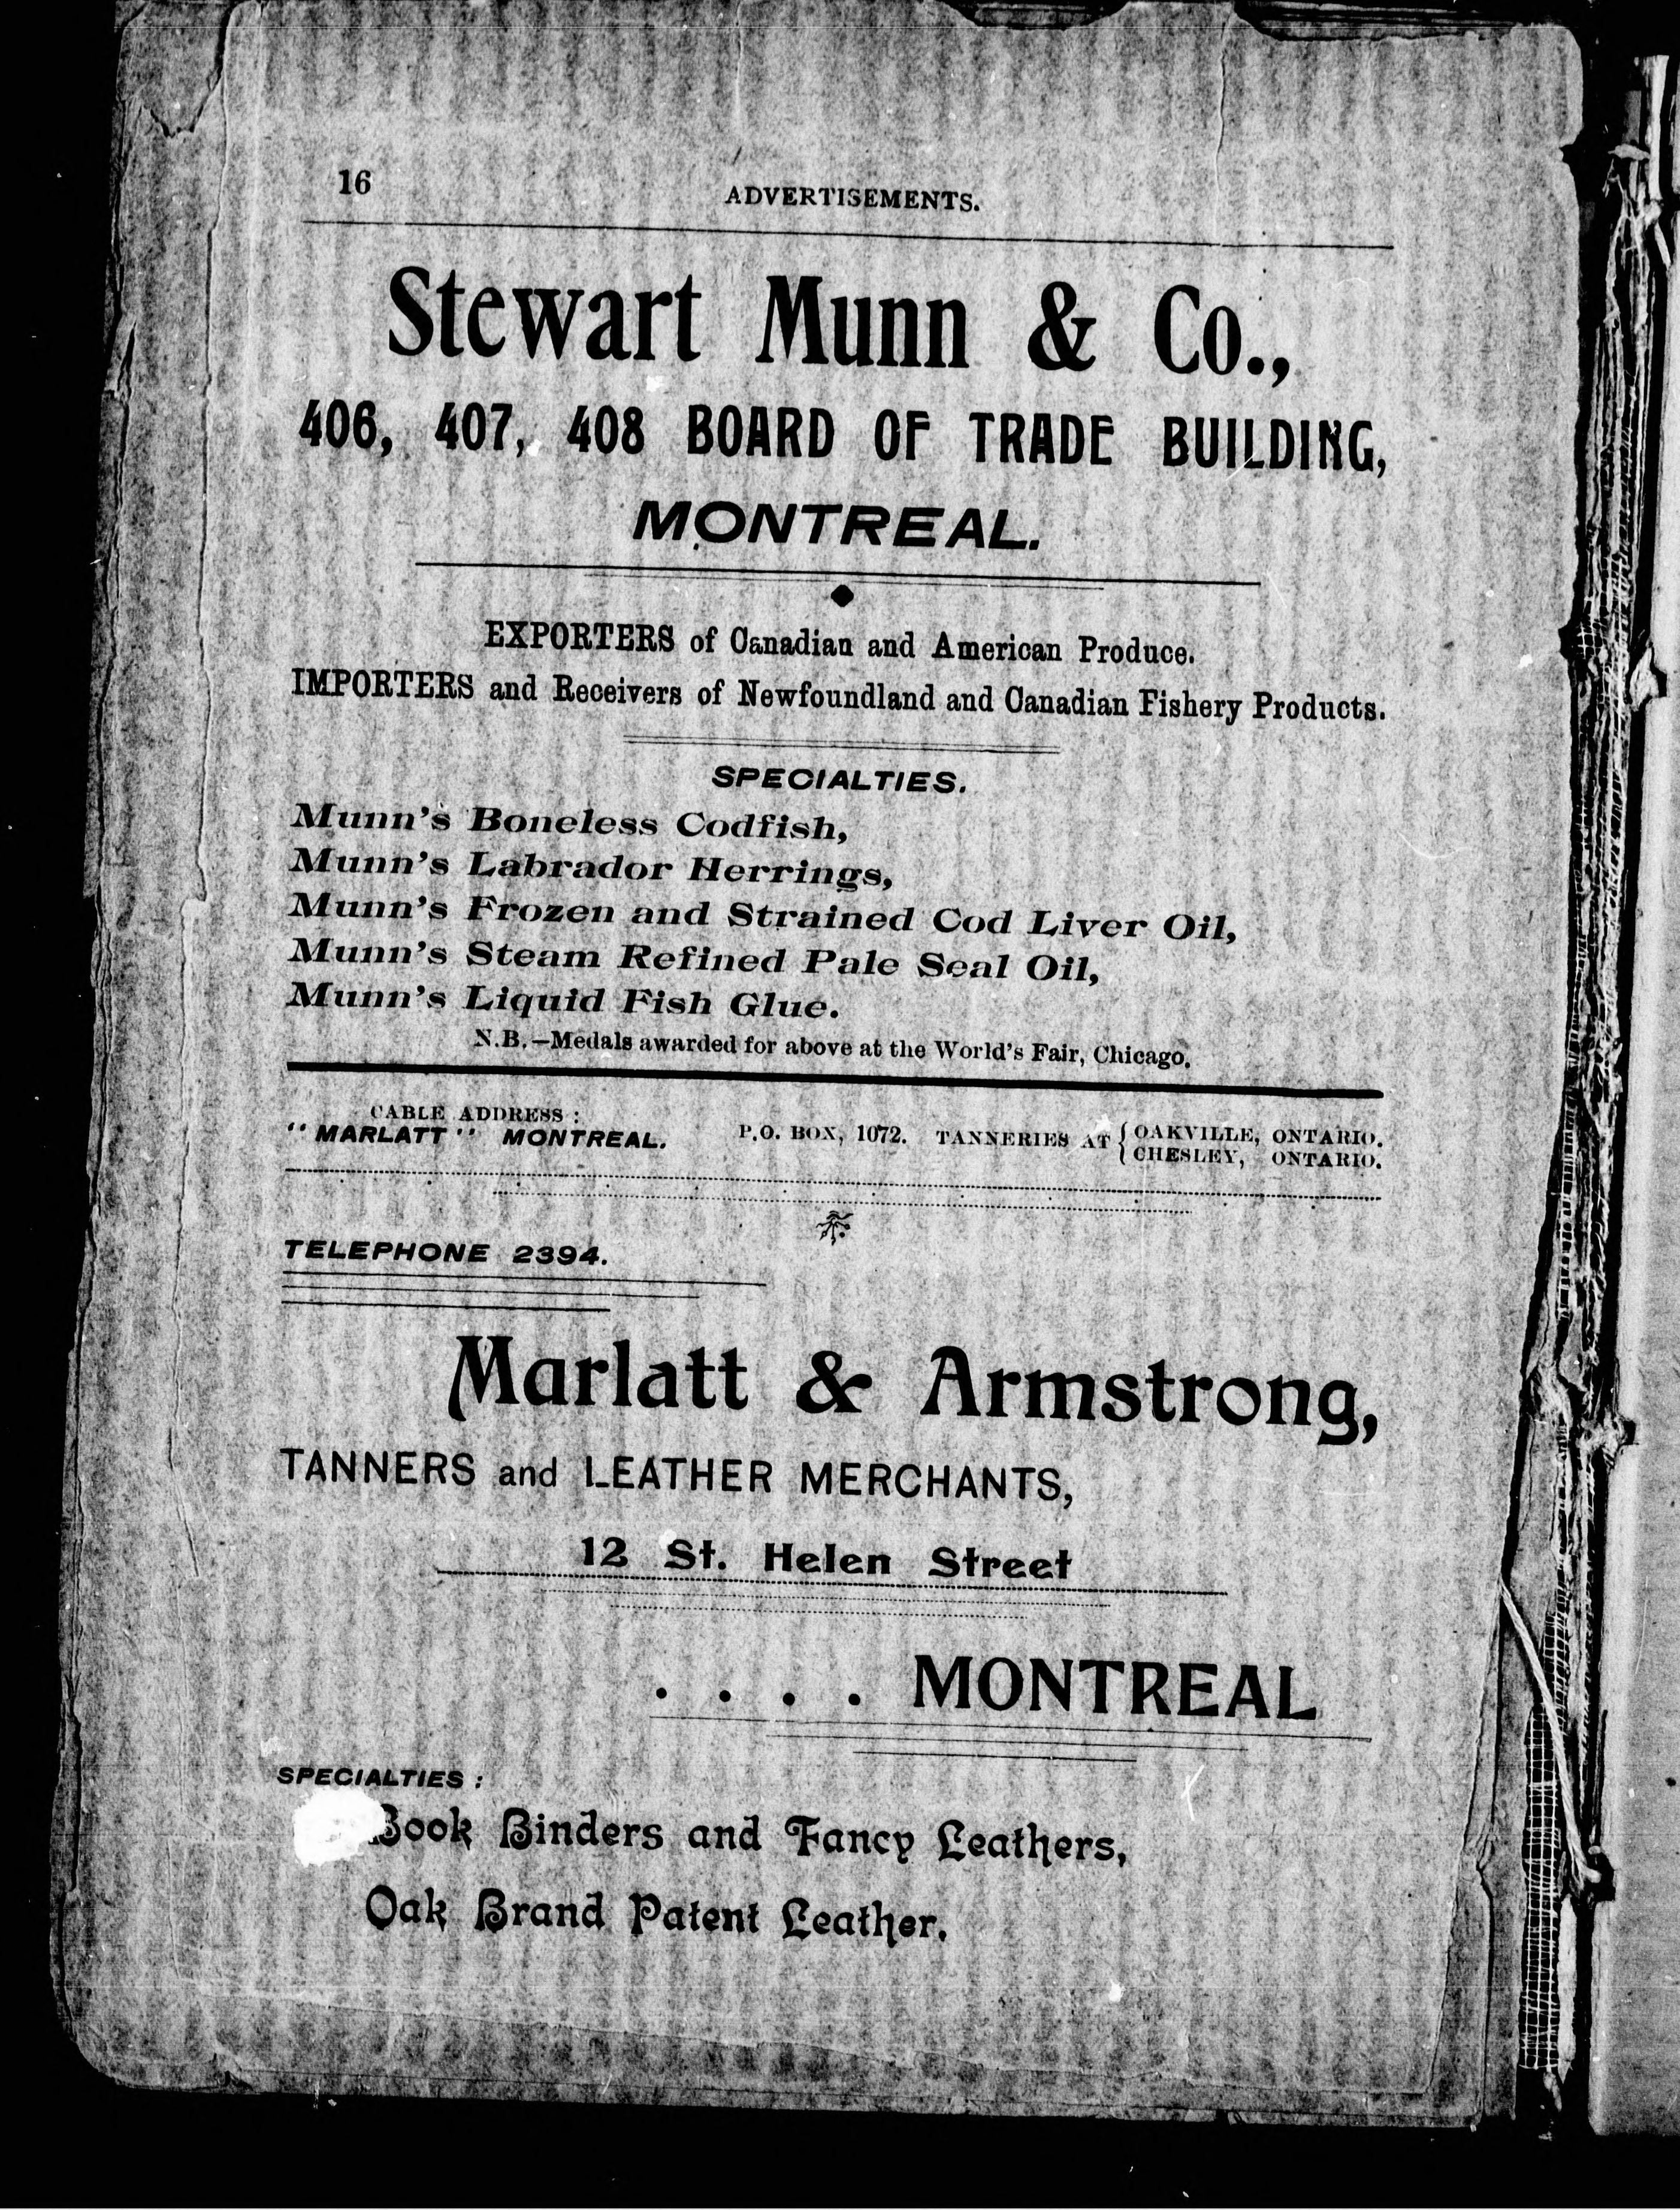 16
ADVERTISEMENTS.
Stewart Munn & Co.,
406, 407, 408 BOARD OF TRADE BUILDING,
MONTREAL.
EXPORTERS of Canadian and American Produce.
IMPORTERS and Receivers of Newfoundland and Canadian Fishery Products.
SPECIALTIES.
Munn's Boneless Codfish,
Munn's Labrador Herrings,
Munn's Frozen and Strained Cod Liver Oil,
Munn's Steam Refined Pale Seal Oil,
Munn's Liquid Fish Glue.
N.B.—Medals awarded for above at the World's Fair, Chicago.
CABLE ADDRESS :
"MARLATT" MONTREAL. P.O. BOX, 1072. TANNERIES AT { OAKVILLE, ONTARIO.
{ CHESLEY, ONTARIO.
TELEPHONE 2394.
Marlatt & Armstrong,
TANNERS and LEATHER MERCHANTS,
12 St. Helen Street
. . . . MONTREAL
SPECIALTIES :
Book Binders and Fancy Leathers,
Oak Brand Patent Leather.